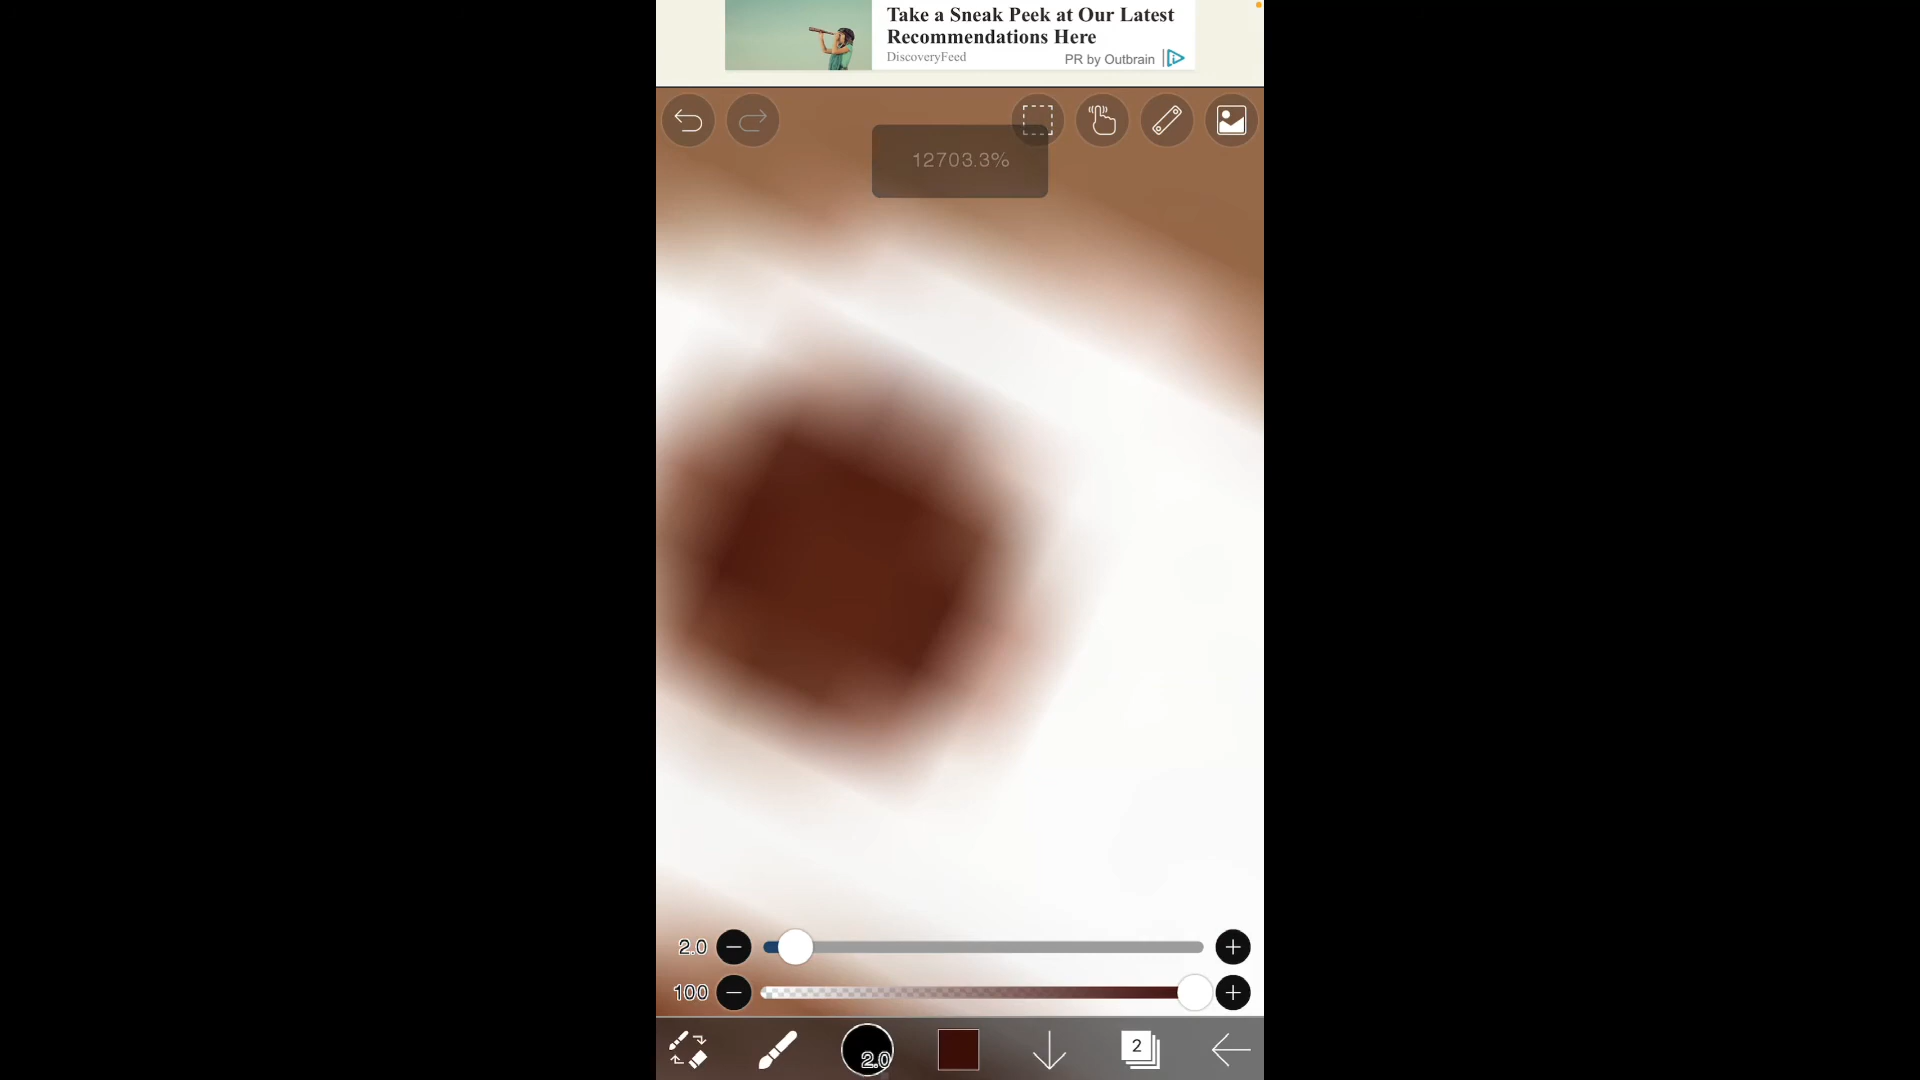 Take a Sneak Peek at Our Latest
Recommendations Here
DiscoveryFeed
PR by Outbrain
12703.3%
2.0
100
2.0
2